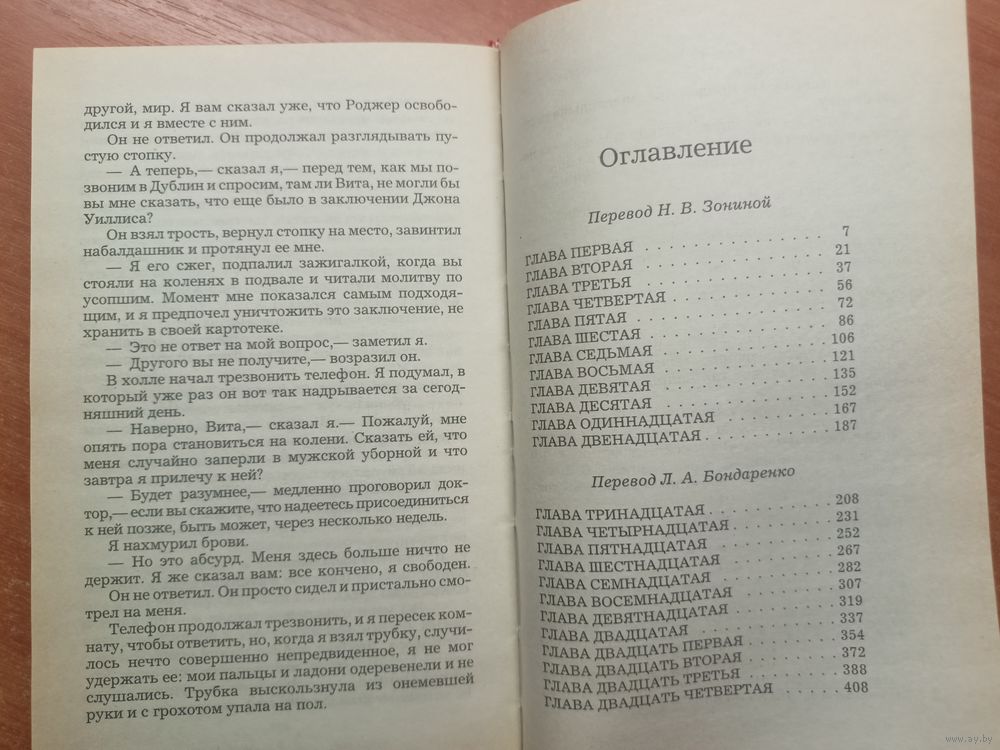 другой, мир. Я вам сказал уже, что Роджер освобо-
дился и я вместе с ним.
Он не ответил. Он продолжал разглядывать пу-
стую стопку.
— А теперь,— сказал я,— перед тем, как мы по-
звоним в Дублин и спросим, там ли Вита, не могли бы
вы мне сказать, что еще было в заключении Джона
Уиллиса?
Он взял трость, вернул стопку на место, завинтил
набалдашник и протянул ее мне.
— Я его сжег, подпалил зажигалкой, когда вы
стояли на коленях в подвале и читали молитву по
усопшим. Момент мне показался самым подходя-
щим, и я предпочел уничтожить это заключение, не
хранить в своей картотеке.
— Это не ответ на мой вопрос,— заметил я.
— Другого вы не получите,— возразил он.
В холле начал трезвонить телефон. Я подумал, в
который уже раз он вот так надрывается за сегод-
няшний день.
— Наверно, Вита,— сказал я.— Пожалуй, мне
опять пора становиться на колени. Сказать ей, что
меня случайно заперли в мужской уборной и что
завтра я прилечу к ней?
— Будет разумнее,— медленно проговорил док-
тор,— если вы скажите, что надеетесь присоединиться
к ней позже, быть может, через несколько недель.
Я нахмурил брови.
— Но это абсурд. Меня здесь больше ничто не
держит. Я же сказал вам: все кончено, я свободен.
Он не ответил. Он просто сидел и пристально смо-
трел на меня.
Телефон продолжал трезвонить, и я пересек ком-
нату, чтобы ответить, но, когда я взял трубку, случи-
лось нечто совершенно непредвиденное, я не мог
удержать ее: мои пальцы и ладони одеревенели и не
слушались. Трубка выскользнула из онемевшей
руки и с грохотом упала на пол.
Оглавление
Перевод Н. В. Зониной
ГЛАВА ПЕРВАЯ . . . . . . . . . . . . 7
ГЛАВА ВТОРАЯ . . . . . . . . . . . . 21
ГЛАВА ТРЕТЬЯ . . . . . . . . . . . . 37
ГЛАВА ЧЕТВЕРТАЯ . . . . . . . . . . 56
ГЛАВА ПЯТАЯ . . . . . . . . . . . . 72
ГЛАВА ШЕСТАЯ . . . . . . . . . . . . 86
ГЛАВА СЕДЬМАЯ . . . . . . . . . . . 106
ГЛАВА ВОСЬМАЯ . . . . . . . . . . . 121
ГЛАВА ДЕВЯТАЯ . . . . . . . . . . . 135
ГЛАВА ДЕСЯТАЯ . . . . . . . . . . . 152
ГЛАВА ОДИННАДЦАТАЯ . . . . . . . . 167
ГЛАВА ДВЕНАДЦАТАЯ . . . . . . . . . 187
Перевод Л. А. Бондаренко
ГЛАВА ТРИНАДЦАТАЯ . . . . . . . . . 208
ГЛАВА ЧЕТЫРНАДЦАТАЯ . . . . . . . . 231
ГЛАВА ПЯТНАДЦАТАЯ . . . . . . . . . 252
ГЛАВА ШЕСТНАДЦАТАЯ . . . . . . . . 267
ГЛАВА СЕМНАДЦАТАЯ . . . . . . . . . 282
ГЛАВА ВОСЕМНАДЦАТАЯ . . . . . . . . 307
ГЛАВА ДЕВЯТНАДЦАТАЯ . . . . . . . . 319
ГЛАВА ДВАДЦАТАЯ . . . . . . . . . . 337
ГЛАВА ДВАДЦАТЬ ПЕРВАЯ . . . . . . . 354
ГЛАВА ДВАДЦАТЬ ВТОРАЯ . . . . . . . 372
ГЛАВА ДВАДЦАТЬ ТРЕТЬЯ . . . . . . . 388
ГЛАВА ДВАДЦАТЬ ЧЕТВЕРТАЯ . . . . . 408
www.ay.by